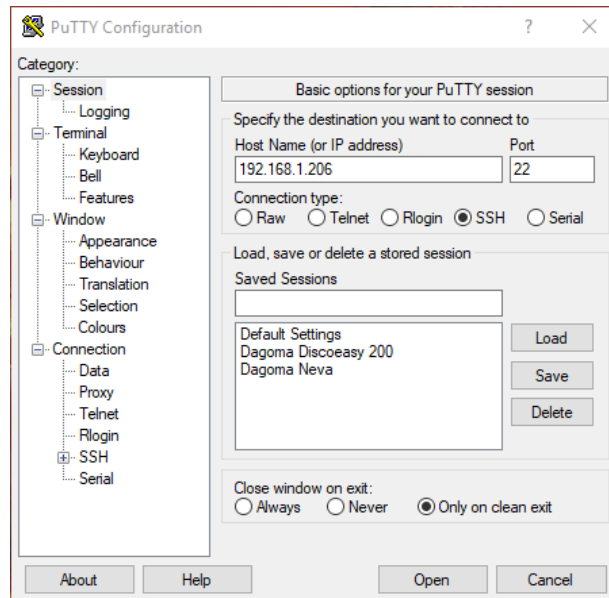 PuTTY Configuration
?
Category:
Session
Logging
Terminal
Keyboard
Bell
Features
Window
Appearance
Behaviour
Translation
Selection
Colours
Connection
Data
Proxy
Telnet
Rlogin
SSH
Serial
Basic options for your PuTTY session
Specify the destination you want to connect to
Host Name (or IP address) Port
192.168.1.206 22
Connection type:
Raw Telnet Rlogin SSH Serial
Load, save or delete a stored session
Saved Sessions
Default Settings
Dagoma Discoeasy 200
Dagoma Neva
Load
Save
Delete
Close window on exit:
Always Never Only on clean exit
About Help Open Cancel